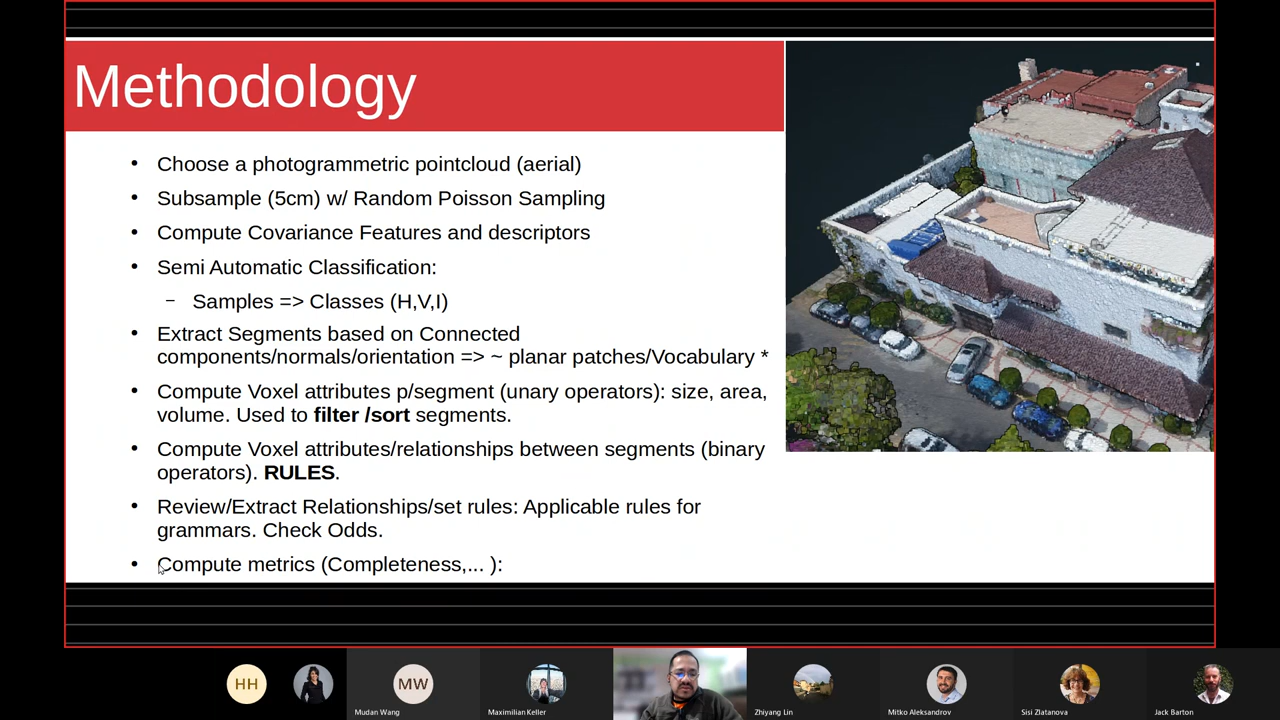 Methodology
• Choose a photogrammetric pointcloud (aerial)
• Subsample (5cm) w/ Random Poisson Sampling
• Compute Covariance Features and descriptors
• Semi Automatic Classification:
– Samples => Classes (H,V,I)
• Extract Segments based on Connected
components/normals/orientation => ~ planar patches/Vocabulary *
• Compute Voxel attributes p/segment (unary operators): size, area,
volume. Used to filter /sort segments.
• Compute Voxel attributes/relationships between segments (binary
operators). RULES.
• Review/Extract Relationships/set rules: Applicable rules for
grammars. Check Odds.
• Compute metrics (Completeness,... ):
HH
MW
Mudan Wang
Maximilian Keller
Zhiyang Lin
Mitko Aleksandrov
Sisi Zlatanova
Jack Barton